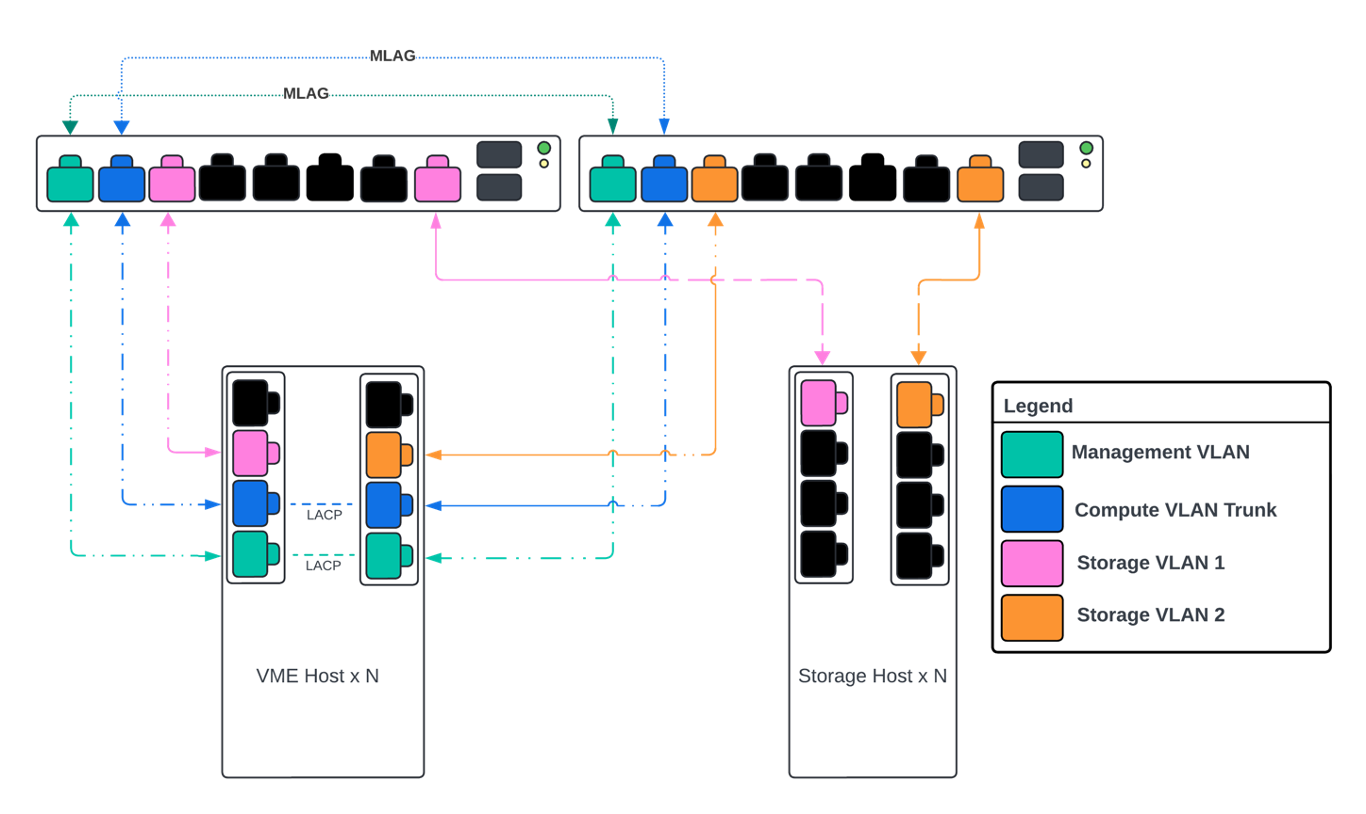 MLAG
MLAG
LACP
LACP
VME Host x N
Storage Host x N
Legend
Management VLAN
Compute VLAN Trunk
Storage VLAN 1
Storage VLAN 2